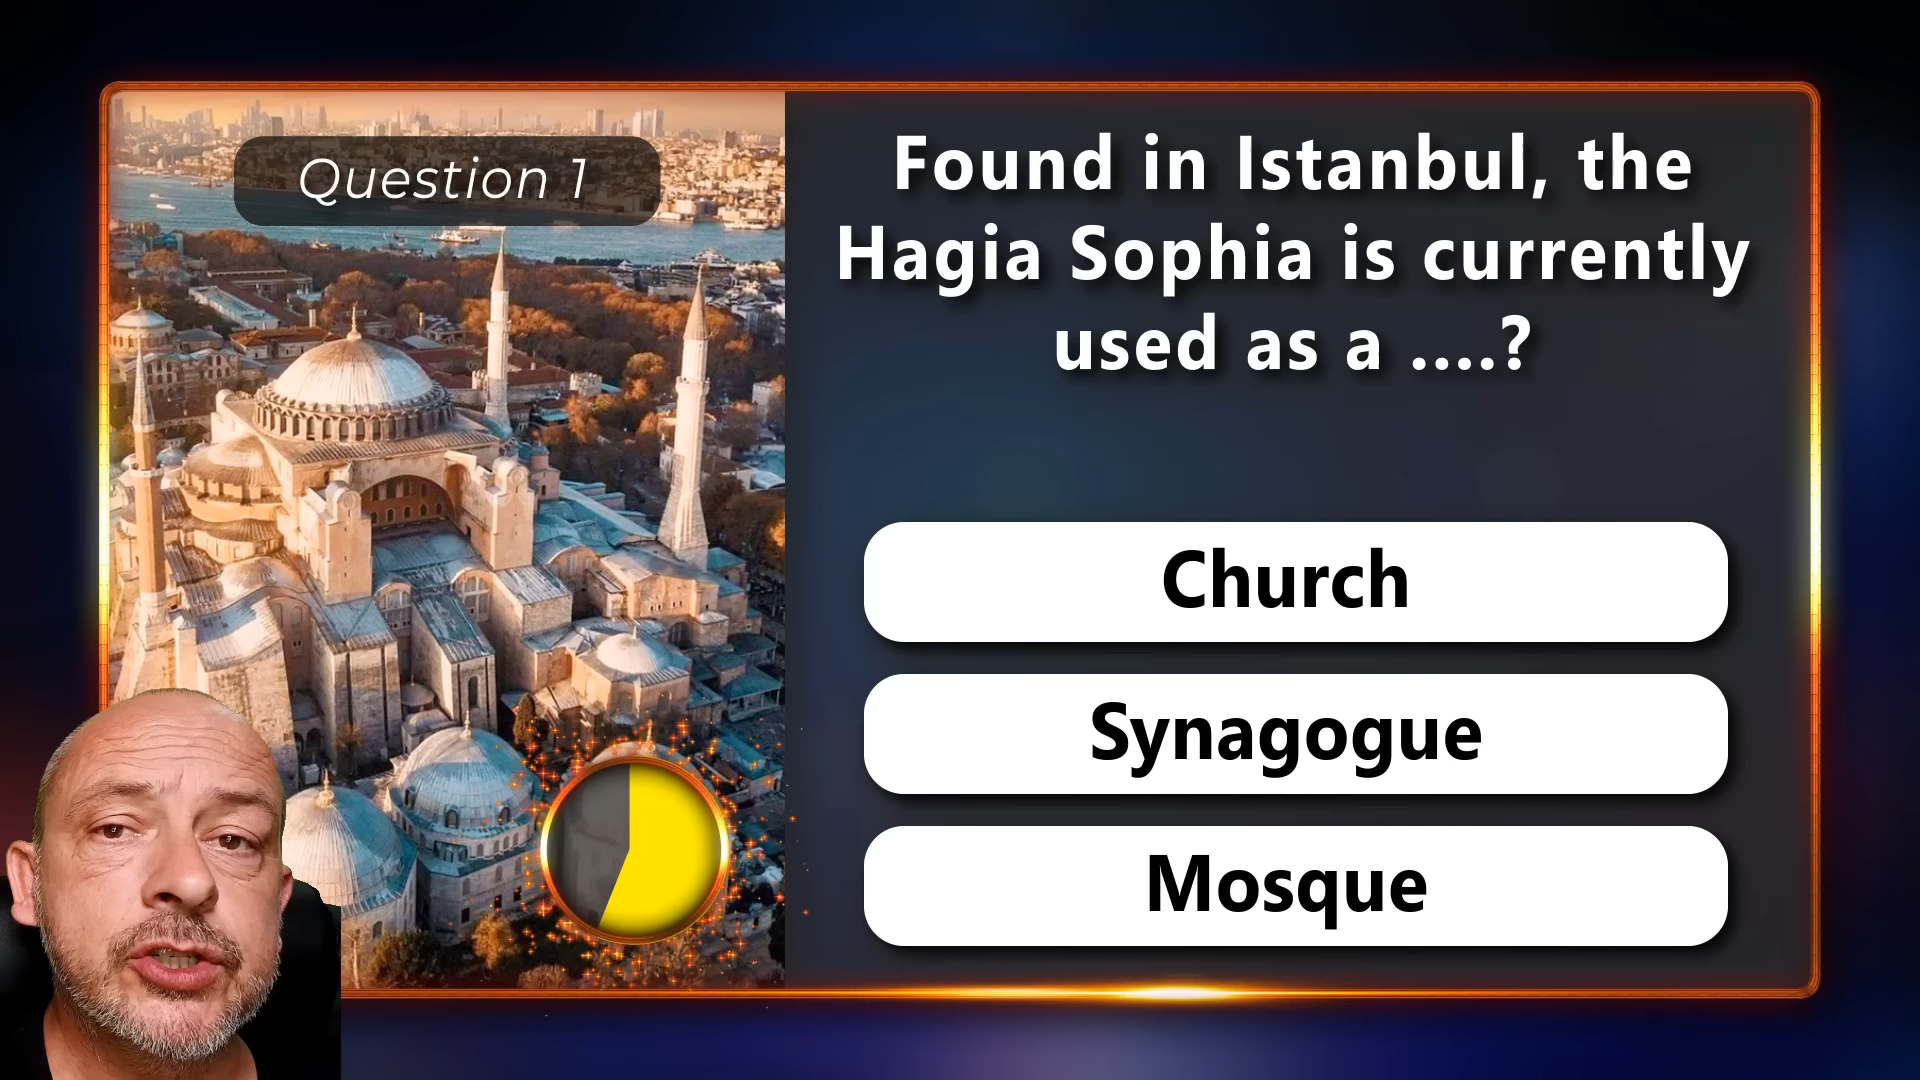 Question 1
Found in Istanbul, the
Hagia Sophia is currently
used as a ....?
Church
Synagogue
Mosque